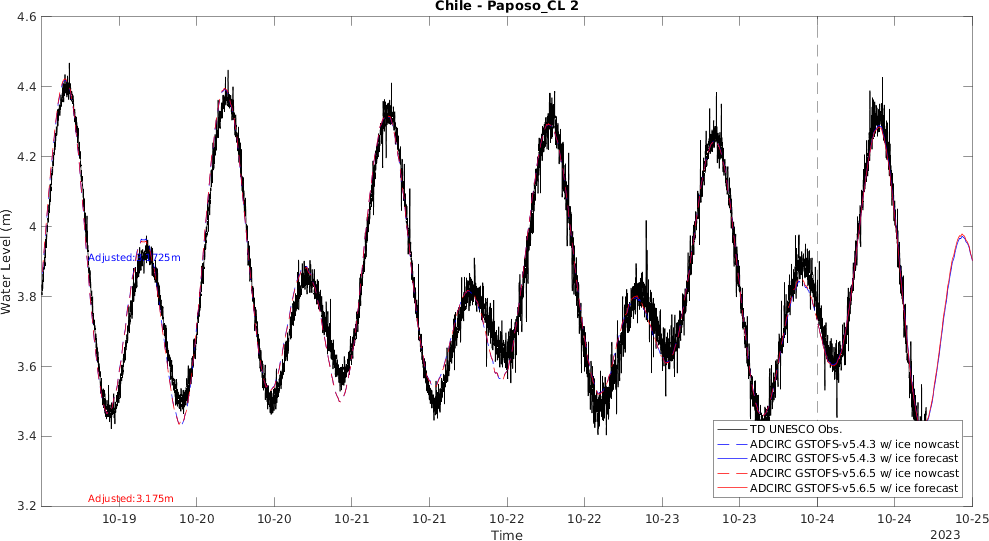 Chile - Paposo_CL 2
4.6
4.4
4.2
4
3.8
3.6
3.4
3.2
Water Level (m)
Adjusted:
725m
Adjusted:3.175m
TD UNESCO Obs.
ADCIRC GSTOFS-v5.4.3 w/ ice nowcast
ADCIRC GSTOFS-v5.4.3 w/ ice forecast
ADCIRC GSTOFS-v5.6.5 w/ ice nowcast
ADCIRC GSTOFS-v5.6.5 w/ ice forecast
10-19 10-20 10-20 10-21 10-21 10-22 10-22 10-23 10-23 10-24 10-24 10-25
Time
2023